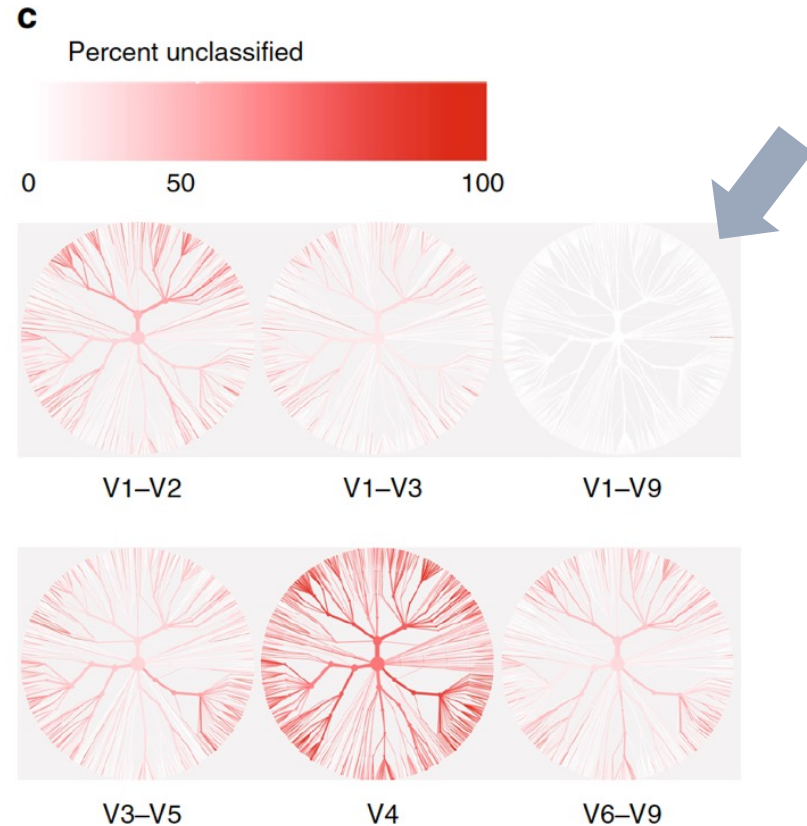 c
Percent unclassified
0 50 100
V1–V2 V1–V3 V1–V9
V3–V5 V4 V6–V9